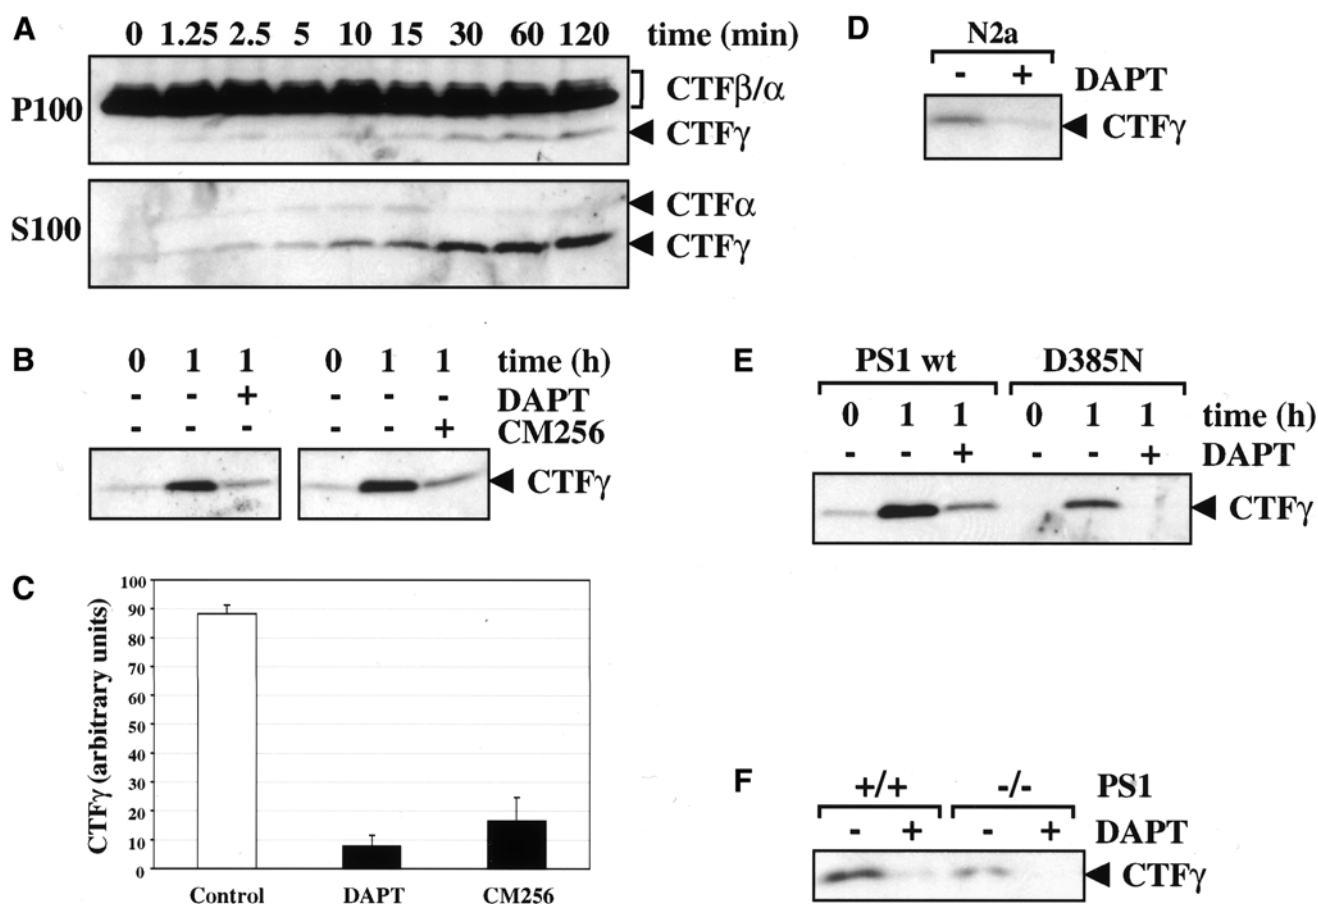 A
0 1.25 2.5 5 10 15 30 60 120 time (min)
P100
CTFβ/α
CTFγ
S100
CTFα
CTFγ
B
0 1 1 0 1 1 time (h)
- - + - - - DAPT
- - - - - + CM256
CTFγ
C
CTFγ (arbitrary units)
100
90
80
70
60
50
40
30
20
10
0
Control DAPT CM256
D
N2a
- + DAPT
CTFγ
E
PS1 wt D385N
0 1 1 0 1 1 time (h)
- - + - - + DAPT
CTFγ
F
+/+ -/- PS1
- + - + DAPT
CTFγ